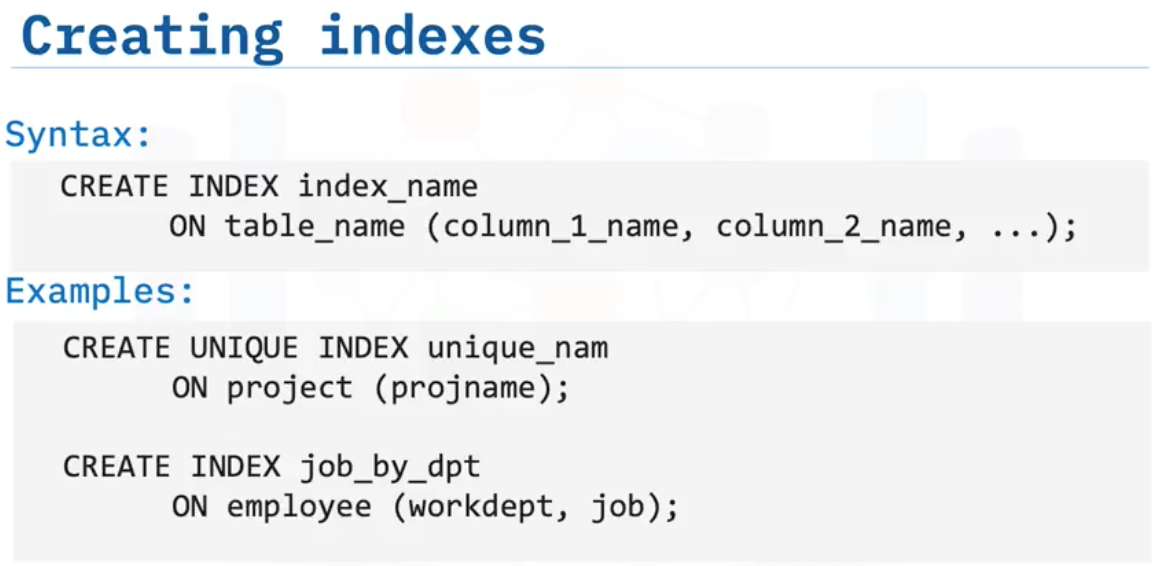 Creating indexes
Syntax:
CREATE INDEX index_name
ON table_name (column_1_name, column_2_name, ...);
Examples:
CREATE UNIQUE INDEX unique_nam
ON project (projname);
CREATE INDEX job_by_dpt
ON employee (workdept, job);